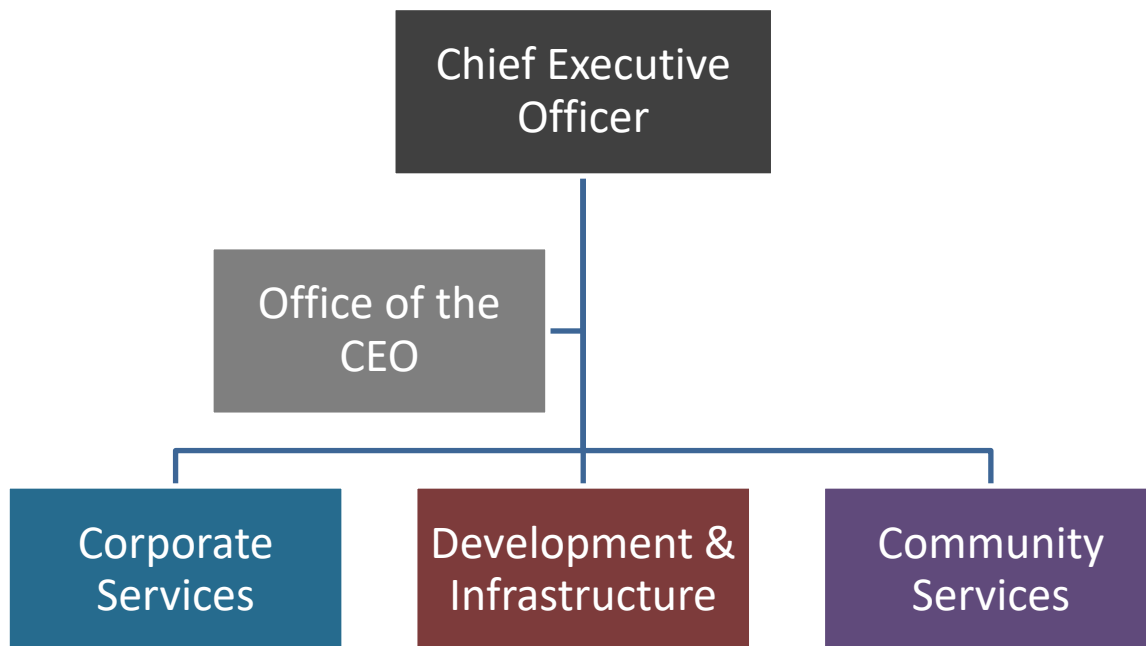 Chief Executive
Officer
Office of the
CEO
Corporate
Services
Development &
Infrastructure
Community
Services